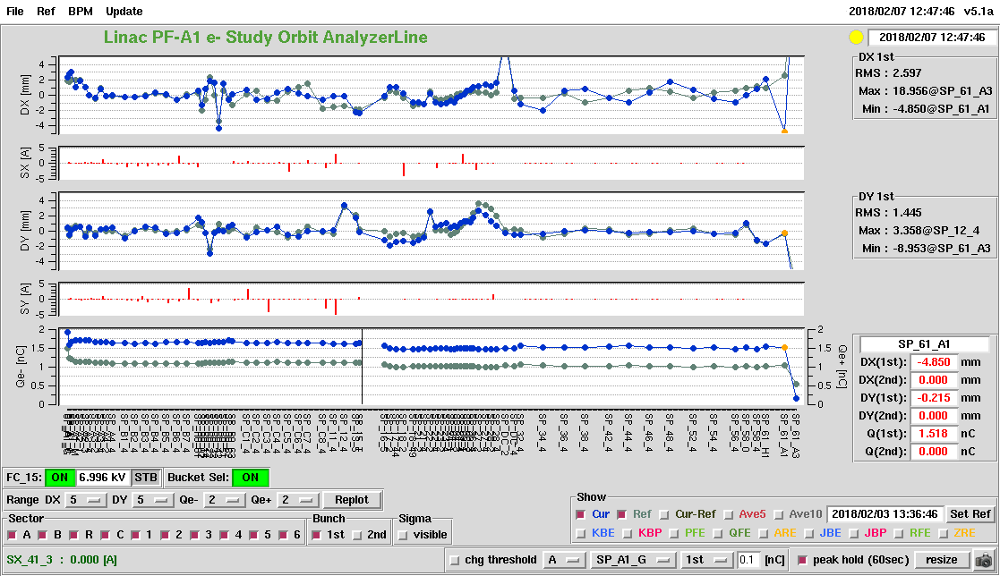 File Ref BPM Update 2018/02/07 12:47:46 v5.1a
Linac PF-A1 e- Study Orbit AnalyzerLine
2018/02/07 12:47:46
DX 1st
RMS : 2.597
Max : 18.956@SP_61_A3
Min : -4.850@SP_61_A1
DX [mm]
4
2
0
-2
-4
SX [A]
5
0
-5
DY 1st
RMS : 1.445
Max : 3.358@SP_12_4
Min : -8.953@SP_61_A3
DY [mm]
4
2
0
-2
-4
SY [A]
5
0
-5
Qe- [nC]
2
1.5
1
0.5
0
2
1.5
1
0.5
0
Qe+ [nC]
SP_61_A1
DX(1st): -4.850 mm
DX(2nd): 0.000 mm
DY(1st): -0.215 mm
DY(2nd): 0.000 mm
Q(1st): 1.518 nC
Q(2nd): 0.000 nC
SP_B1_4
SP_B2_4
SP_B3_4
SP_B4_4
SP_B5_4
SP_B6_4
SP_B7_4
SP_C1_4
SP_C2_4
SP_C3_4
SP_C4_4
SP_C5_4
SP_C6_4
SP_C7_4
SP_C8_4
SP_11_4
SP_12_4
SP_15_T
SP_16_5
SP_32_4
SP_34_4
SP_36_4
SP_38_4
SP_42_4
SP_44_4
SP_46_4
SP_48_4
SP_52_4
SP_54_4
SP_56_4
SP_58_0
SP_58_4
SP_61_H1
SP_61_A1
SP_61_A3
FC_15: ON 6.996 kV STB Bucket Sel: ON
Range DX 5 DY 5 Qe- 2 Qe+ 2 Replot
Sector
A B R C 1 2 3 4 5 6
Bunch
1st 2nd
Sigma
visible
Show
Cur Ref Cur-Ref Ave5 Ave10 2018/02/03 13:36:46 Set Ref
KBE KBP PFE QFE ARE JBE JBP RFE ZRE
SX_41_3 : 0.000 [A]
chg threshold A SP_A1_G 1st 0.1 [nC] peak hold (60sec) resize